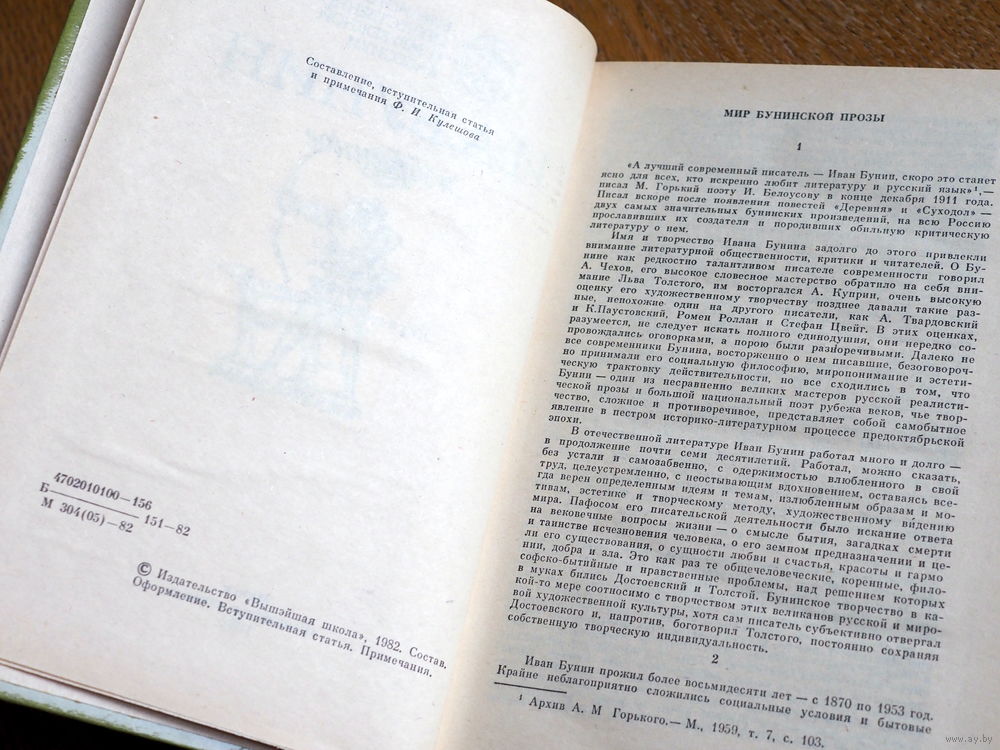 Составление, вступительная статья
и примечания Ф. И. Кулешова
4702010100—156
Б ——— 151—82
М 304(05)—82
© Издательство «Вышэйшая школа», 1982. Состав.
Оформление. Вступительная статья. Примечания.
МИР БУНИНСКОЙ ПРОЗЫ
1
«А лучший современный писатель — Иван Бунин, скоро это станет
ясно для всех, кто искренно любит литературу и русский язык»¹,—
писал М. Горький поэту И. Белоусову в конце декабря 1911 года.
Писал вскоре после появления повестей «Деревня» и «Суходол» —
двух самых значительных бунинских произведений, на всю Россию
прославивших их создателя и породивших обильную критическую
литературу о нем.
Имя и творчество Ивана Бунина задолго до этого привлекли
внимание литературной общественности, критики и читателей. О Бу-
нине как редкостно талантливом писателе современности говорил
А. Чехов, его высокое словесное мастерство обратило на себя вни-
мание Льва Толстого, им восторгался А. Куприн, очень высокую
оценку его художественному творчеству позднее давали такие раз-
ные, непохожие один на другого писатели, как А. Твардовский
и К.Паустовский, Ромен Роллан и Стефан Цвейг. В этих оценках,
разумеется, не следует искать полного единодушия, они нередко со-
провождались оговорками, а порою были разноречивыми. Далеко не
все современники Бунина, восторженно о нем писавшие, безоговороч-
но принимали его социальную философию, миропонимание и эстети-
ческую трактовку действительности, но все сходились в том, что
Бунин — один из несравненно великих мастеров русской реалисти-
ческой прозы и большой национальный поэт рубежа веков, чье твор-
чество, сложное и противоречивое, представляет собой самобытное
явление в пестром историко-литературном процессе предоктябрьской
эпохи.
В отечественной литературе Иван Бунин работал много и долго —
в продолжение почти семи десятилетий. Работал, можно сказать,
без устали и самозабвенно, с одержимостью влюбленного в свой
труд, целеустремленно, с неостывающим вдохновением, оставаясь все-
гда верен определенным идеям и темам, излюбленным образам и мо-
тивам, эстетике и творческому методу, художественному ви́дению
мира. Пафосом его писательской деятельности было искание ответа
на вековечные вопросы жизни — о смысле бытия, загадках смерти
и таинстве исчезновения человека, о его земном предназначении и це-
ли его существования, о сущности любви и счастья, красоты и гармо
нии, добра и зла. Это как раз те общечеловеческие, коренные, фило-
софско-бытийные и нравственные проблемы, над решением которых
в муках бились Достоевский и Толстой. Бунинское творчество в ка-
кой-то мере соотносимо с творчеством этих великанов русской и миро-
вой художественной культуры, хотя сам писатель субъективно отвергал
Достоевского и, напротив, боготворил Толстого, постоянно сохраняя
собственную творческую индивидуальность.
2
Иван Бунин прожил более восьмидесяти лет — с 1870 по 1953 год.
Крайне неблагоприятно сложились социальные условия и бытовые
¹ Архив А. М Горького.— М., 1959, т. 7, с. 103.
www.ay.by